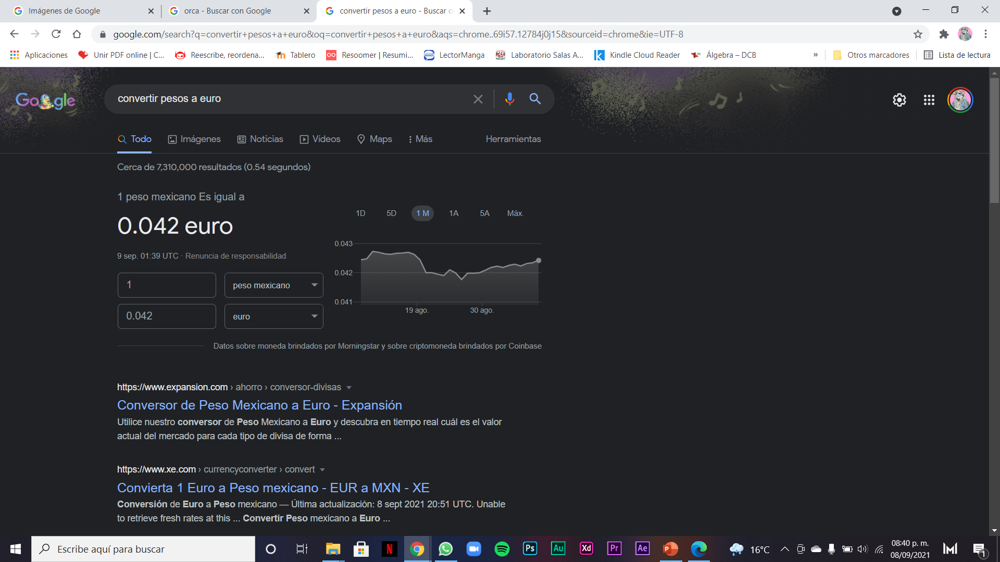 Imágenes de Google
orca - Buscar con Google
convertir pesos a euro - Buscar c
google.com/search?q=convertir+pesos+a+euro&oq=convertir+pesos+a+euro&aqs=chrome..69i57.12784j0j15&sourceid=chrome&ie=UTF-8
Aplicaciones
Unir PDF online | C...
Reescribe, reordena...
Tablero
Resoomer | Resumi...
LectorManga
Laboratorio Salas A...
Kindle Cloud Reader
Álgebra – DCB
»
Otros marcadores
Lista de lectura
Google
convertir pesos a euro
Todo
Imágenes
Noticias
Videos
Maps
Más
Herramientas
Cerca de 7,310,000 resultados (0.54 segundos)
1 peso mexicano Es igual a
0.042 euro
9 sep. 01:39 UTC · Renuncia de responsabilidad
1
peso mexicano
0.042
euro
1D
5D
1 M
1A
5A
Máx.
0.043
0.042
0.041
19 ago.
30 ago.
Datos sobre moneda brindados por Morningstar y sobre criptomoneda brindados por Coinbase
https://www.expansion.com › ahorro › conversor-divisas
Conversor de Peso Mexicano a Euro - Expansión
Utilice nuestro conversor de Peso Mexicano a Euro y descubra en tiempo real cuál es el valor
actual del mercado para cada tipo de divisa de forma ...
https://www.xe.com › currencyconverter › convert
Convierta 1 Euro a Peso mexicano - EUR a MXN - XE
Conversión de Euro a Peso mexicano — Última actualización: 8 sept 2021 20:51 UTC. Unable
to retrieve fresh rates at this ... Convertir Peso mexicano a Euro ...
Escribe aquí para buscar
N
Ps
Au
Xd
Pr
Ae
P
16°C
08:40 p. m.
08/09/2021
1